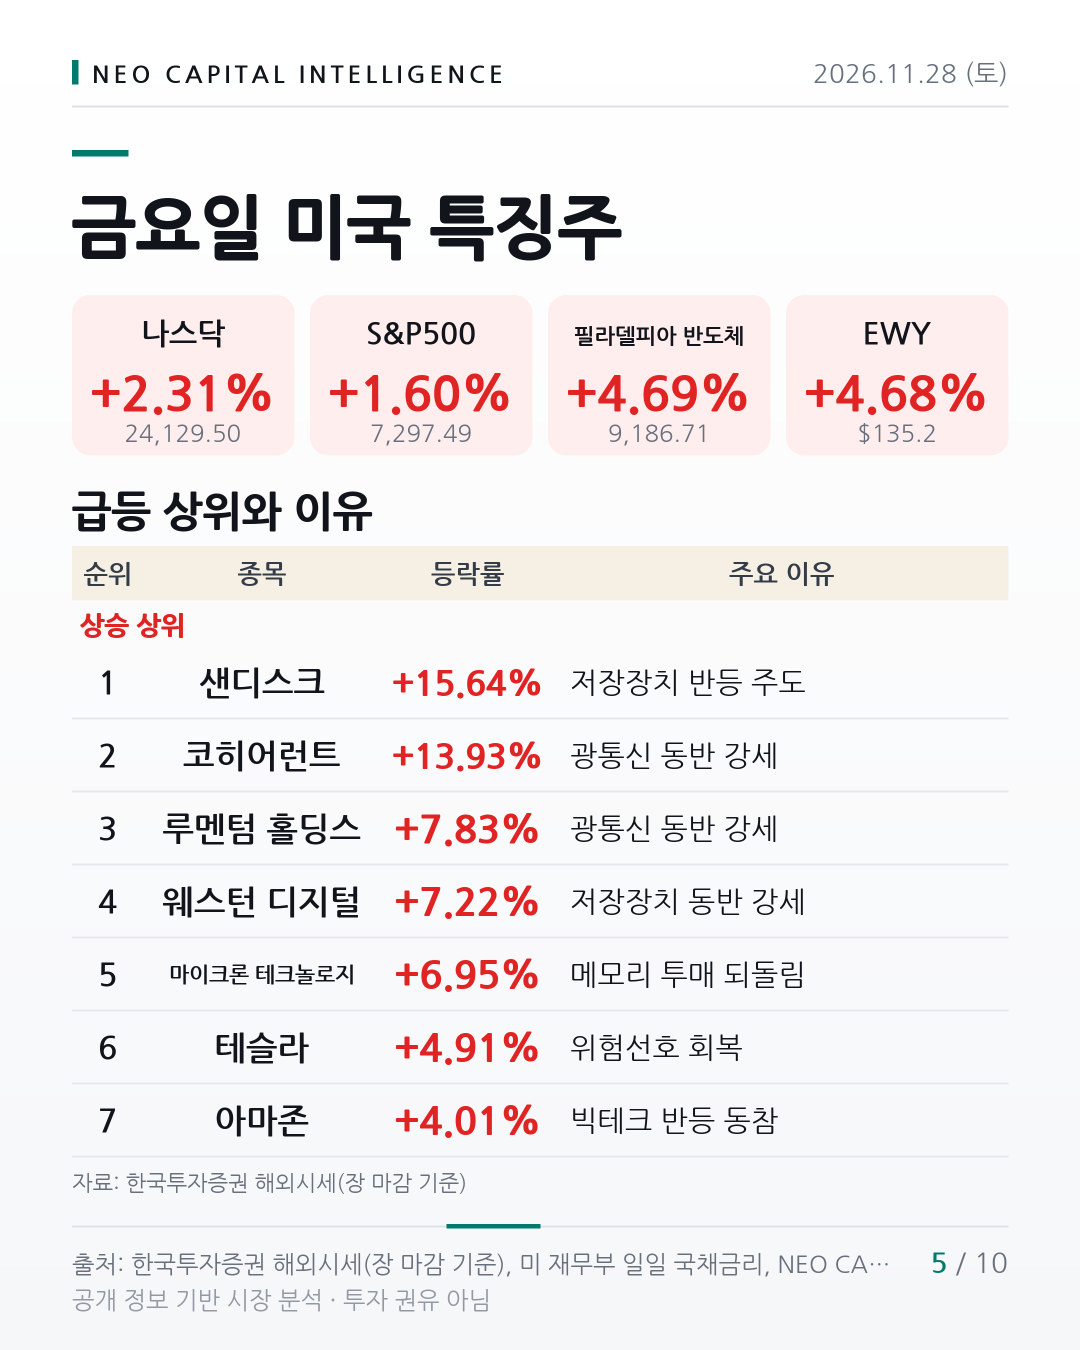 NEO CAPITAL INTELLIGENCE 2026.11.28 (토)
금요일 미국 특징주
나스닥 S&P500 필라델피아 반도체 EWY
+2.31% +1.60% +4.69% +4.68%
24,129.50 7,297.49 9,186.71 $135.2
급등 상위와 이유
순위 종목 등락률 주요 이유
상승 상위
1 샌디스크 +15.64% 저장장치 반등 주도
2 코히어런트 +13.93% 광통신 동반 강세
3 루멘텀 홀딩스 +7.83% 광통신 동반 강세
4 웨스턴 디지털 +7.22% 저장장치 동반 강세
5 마이크론 테크놀로지 +6.95% 메모리 투매 되돌림
6 테슬라 +4.91% 위험선호 회복
7 아마존 +4.01% 빅테크 반등 동참
자료: 한국투자증권 해외시세(장 마감 기준)
출처: 한국투자증권 해외시세(장 마감 기준), 미 재무부 일일 국채금리, NEO CA… 5 / 10
공개 정보 기반 시장 분석 · 투자 권유 아님